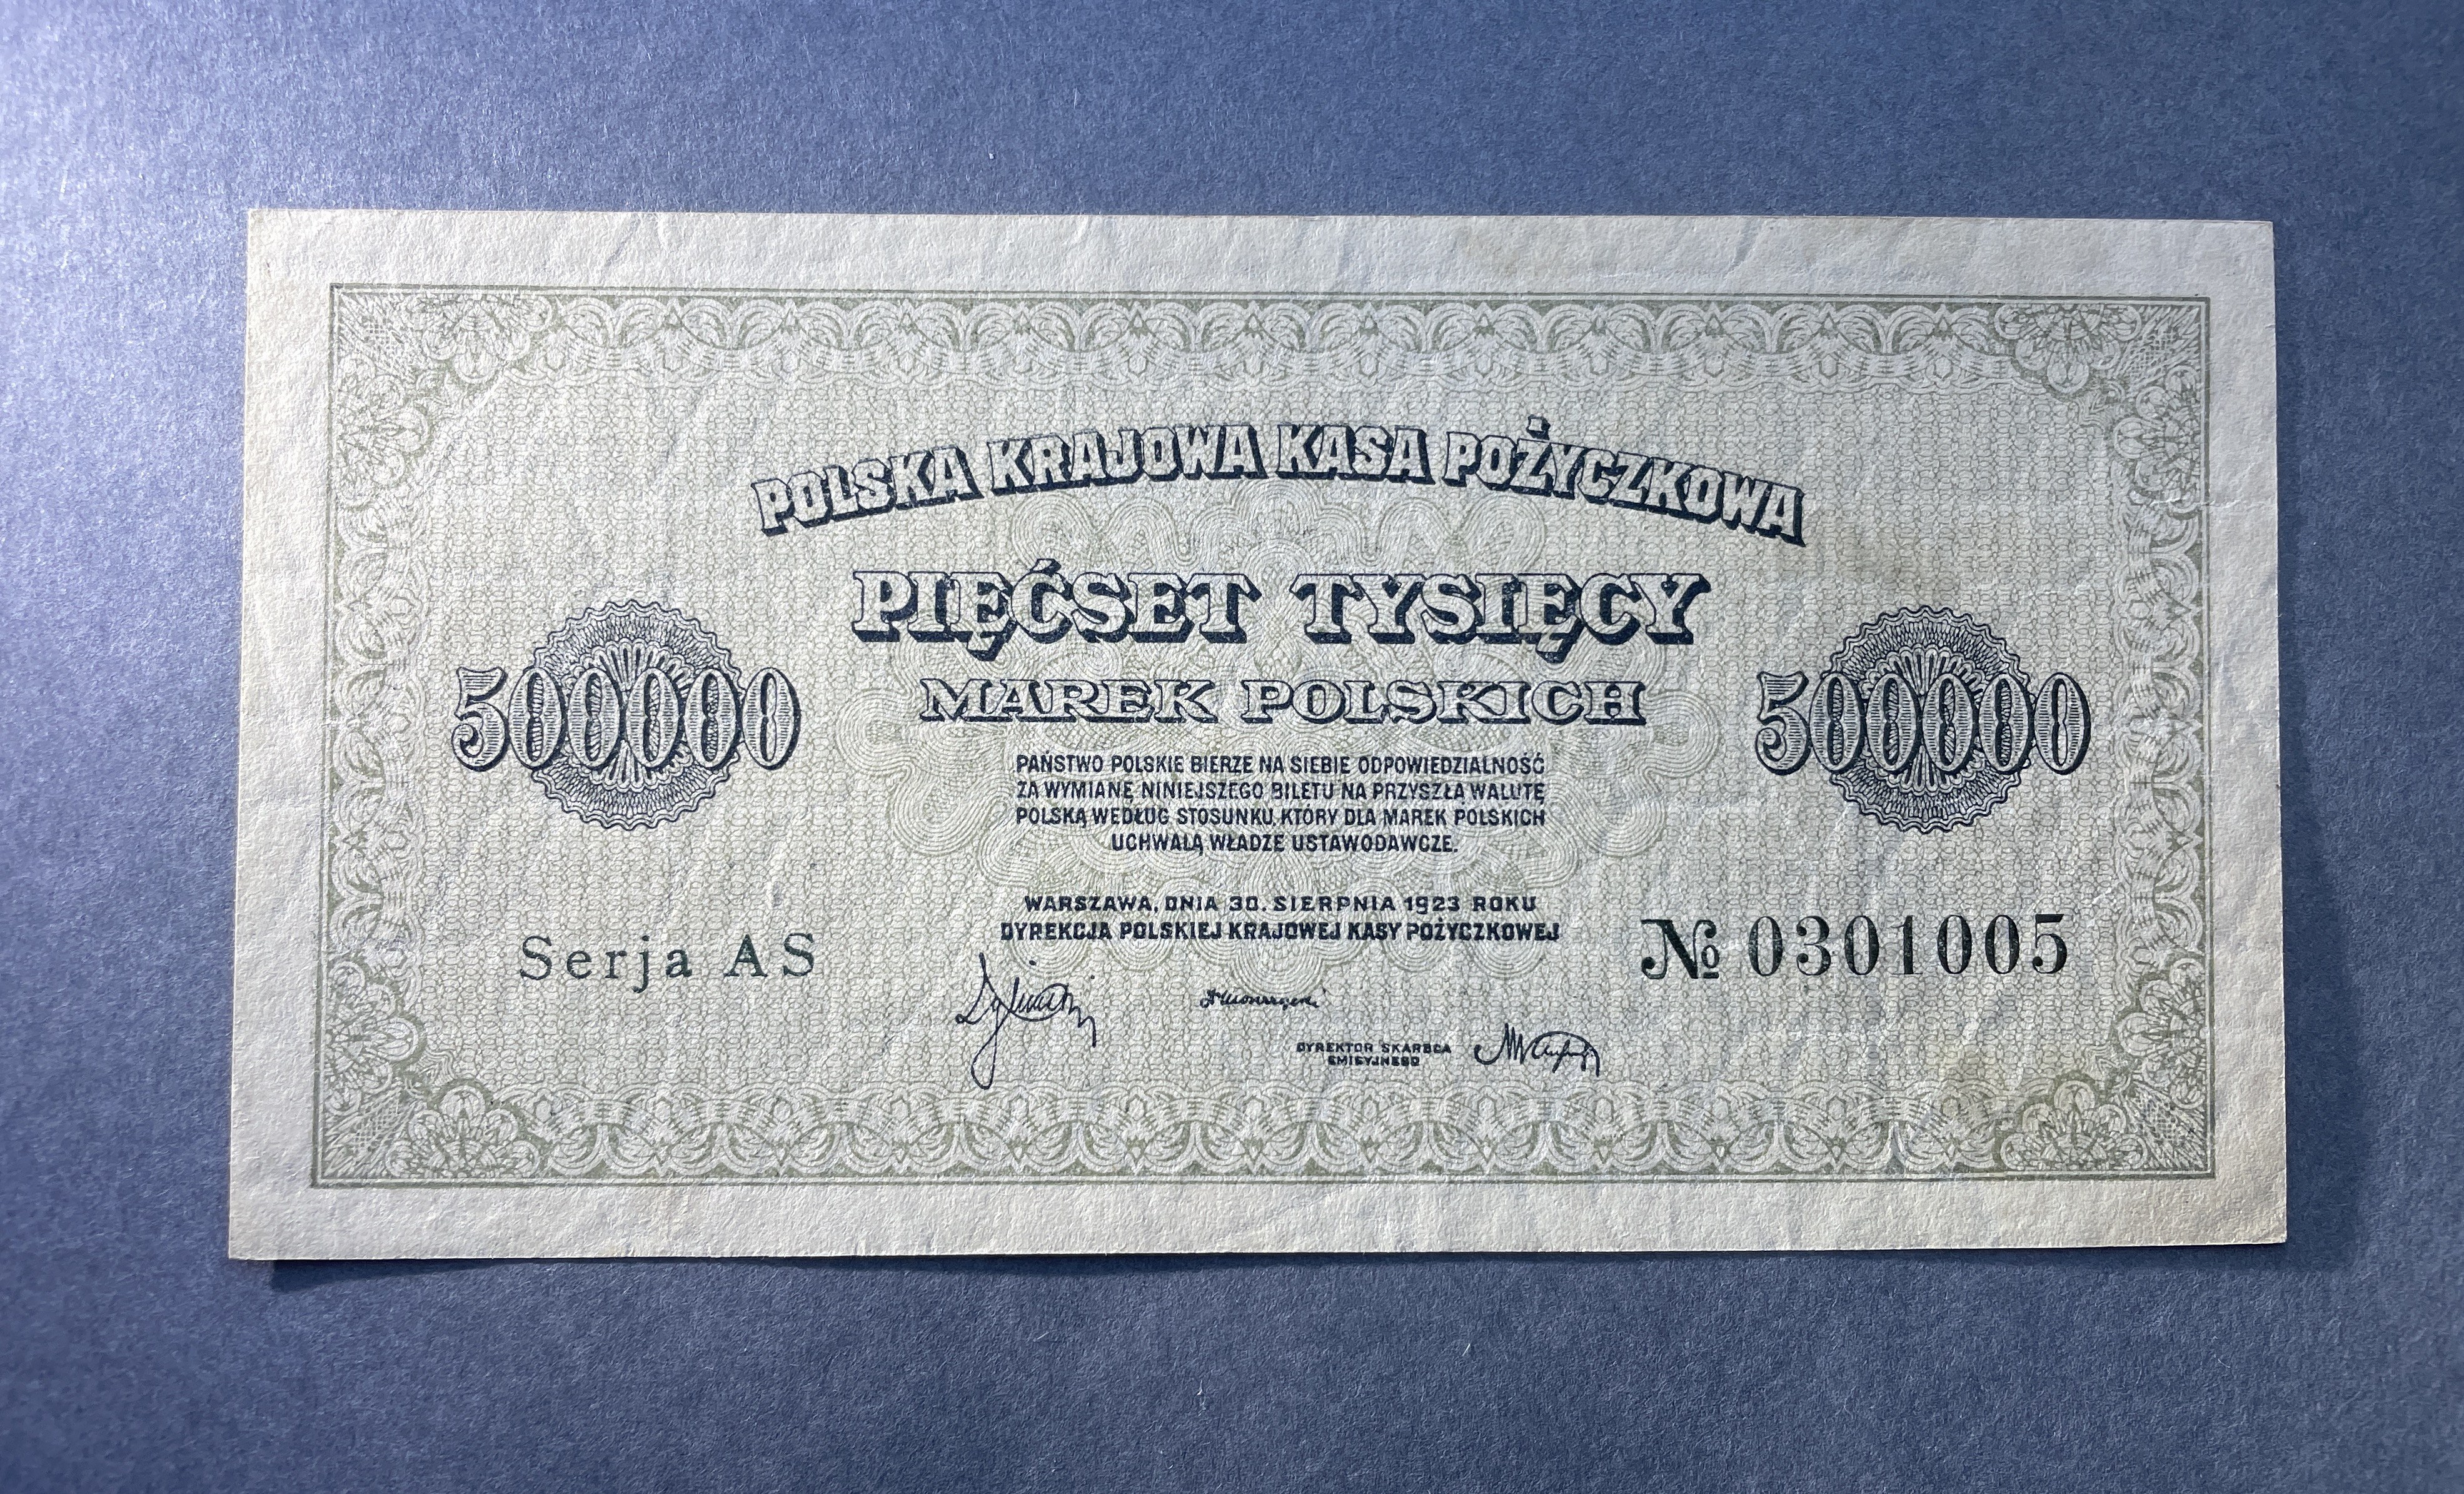 POLSKA KRAJOWA KASA POŻYCZKOWA
PIĘĆSET TYSIĘCY
MAREK POLSKICH
500000
500000
PAŃSTWO POLSKIE BIERZE NA SIEBIE ODPOWIEDZIALNOŚĆ
ZA WYMIANĘ NINIEJSZEGO BILETU NA PRZYSZŁĄ WALUTĘ
POLSKĄ WEDŁUG STOSUNKU, KTÓRY DLA MAREK POLSKICH
UCHWALĄ WŁADZE USTAWODAWCZE.
WARSZAWA, DNIA 30. SIERPNIA 1923 ROKU
DYREKCJA POLSKIEJ KRAJOWEJ KASY POŻYCZKOWEJ
Serja AS
№ 0301005
DYREKTOR SKARBCA
EMISYJNEGO